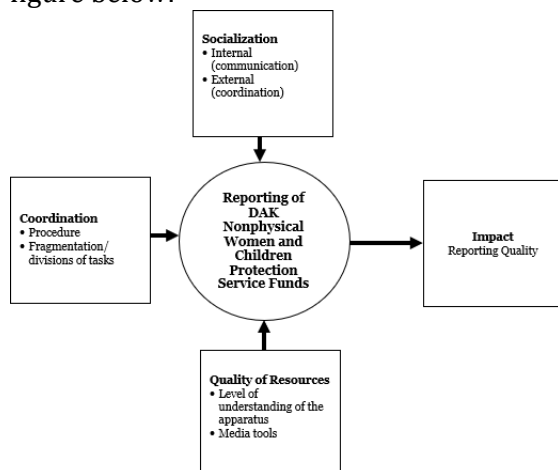 figure below.
Socialization
• Internal
(communication)
• External
(coordination)
Coordination
• Procedure
• Fragmentation/
divisions of tasks
Reporting of
DAK
Nonphysical
Women and
Children
Protection
Service Funds
Impact
Reporting Quality
Quality of Resources
• Level of
understanding of the
apparatus
• Media tools